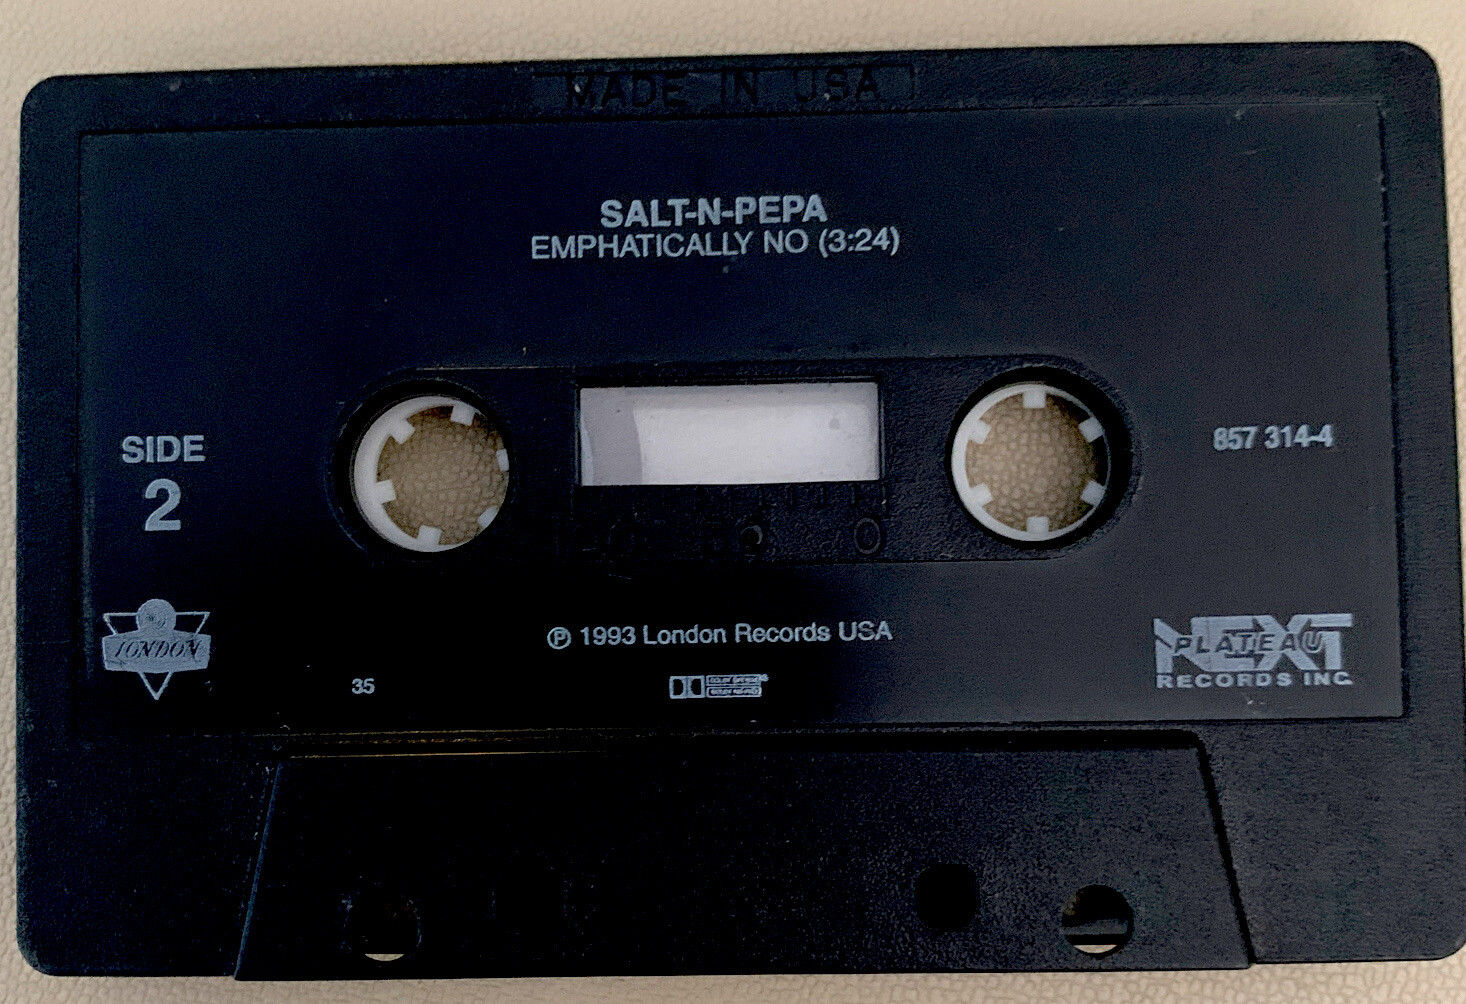 MADE IN USA
SALT-N-PEPA
EMPHATICALLY NO (3:24)
SIDE
2
857 314-4
LONDON
35
℗ 1993 London Records USA
NEXT
PLATEAU
RECORDS INC.